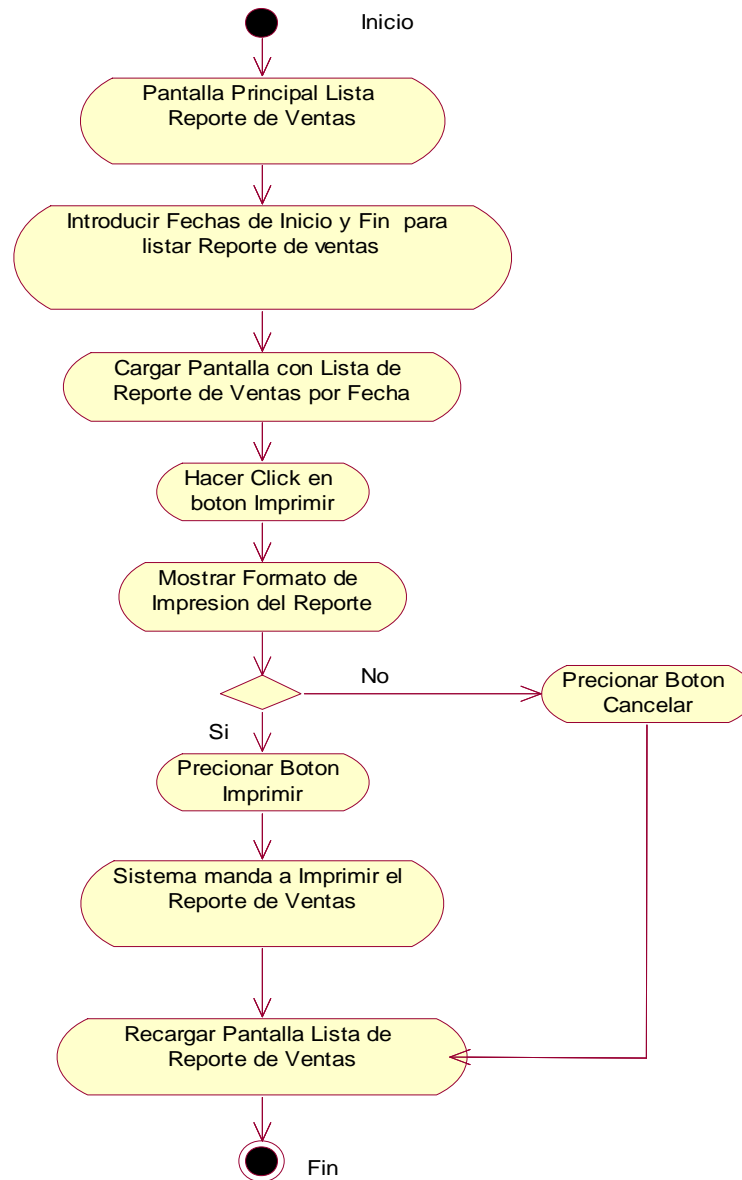 Inicio
Pantalla Principal Lista
Reporte de Ventas
Introducir Fechas de Inicio y Fin para
listar Reporte de ventas
Cargar Pantalla con Lista de
Reporte de Ventas por Fecha
Hacer Click en
boton Imprimir
Mostrar Formato de
Impresion del Reporte
No
Precionar Boton
Cancelar
Si
Precionar Boton
Imprimir
Sistema manda a Imprimir el
Reporte de Ventas
Recargar Pantalla Lista de
Reporte de Ventas
Fin